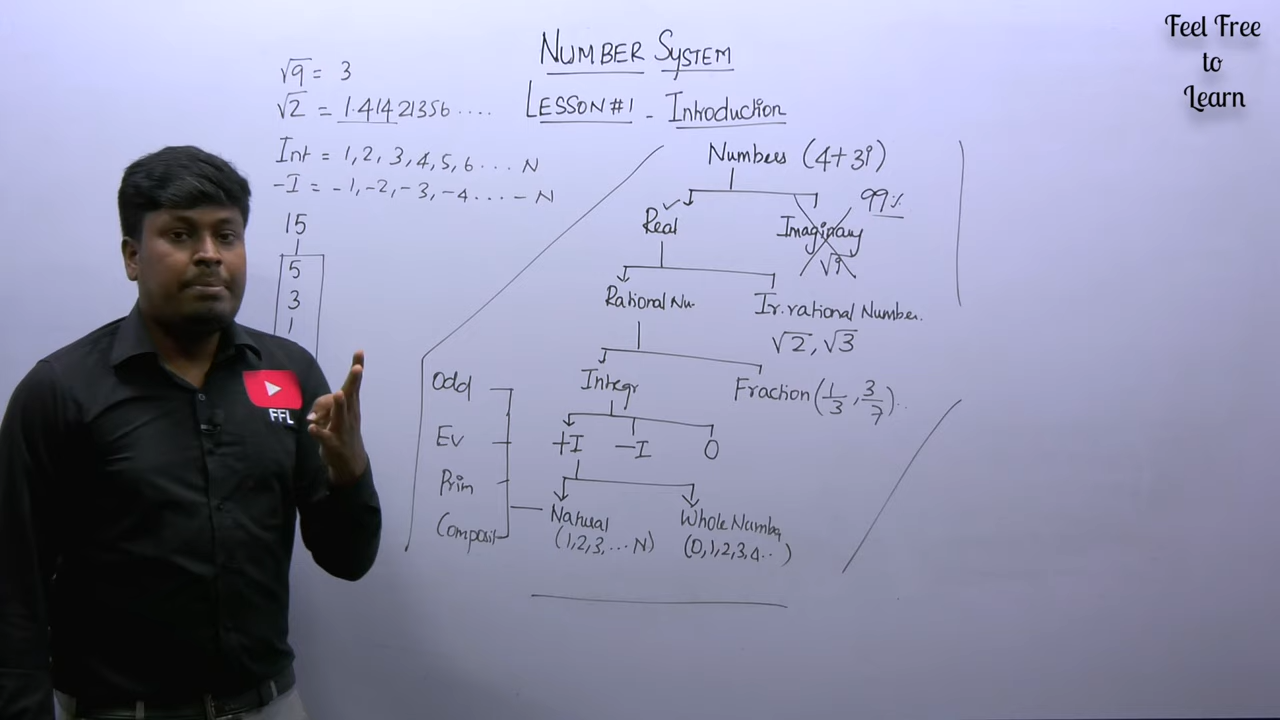 Feel Free
to
Learn
NUMBER SYSTEM
LESSON #1 - Introduction
√9 = 3
√2 = 1.41421356....
Int = 1, 2, 3, 4, 5, 6... N
-I = -1, -2, -3, -4.... - N
15
5
3
1
Numbers (4+3i)
99%
Real
Imaginary
Rational Nu.
Ir.rational Number.
√2, √3
Integr
Fraction (1/3, 3/7)..
+I
-I
0
Odd
Ev
Prim
Composit
Natural
(1,2,3,...N)
Whole Numbe
(0,1,2,3,4..)
FFL